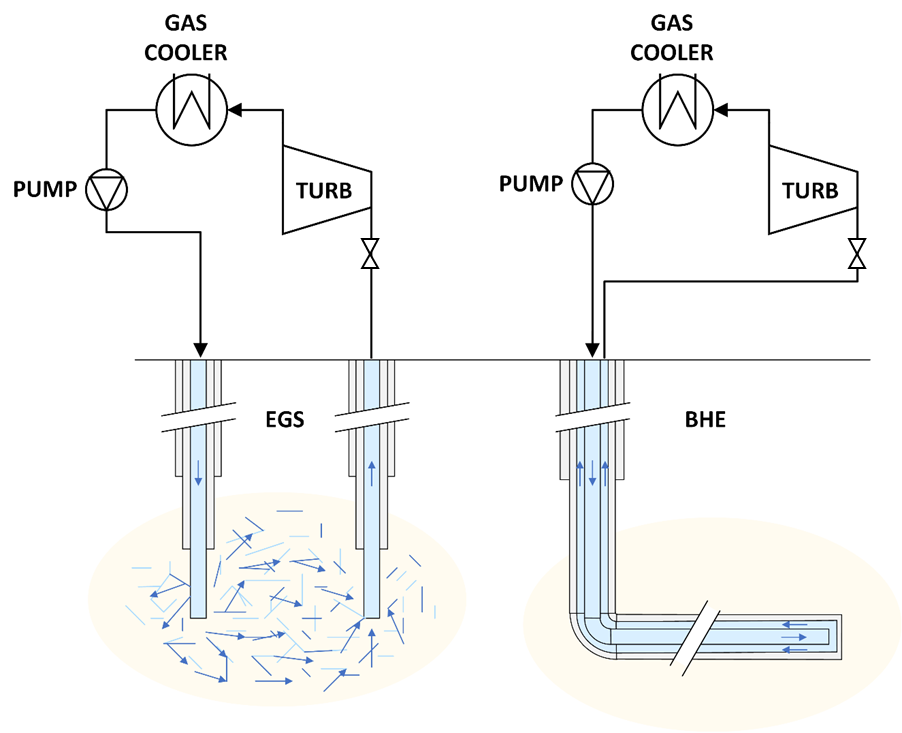 GAS
COOLER
GAS
COOLER
PUMP
TURB
PUMP
TURB
EGS
BHE